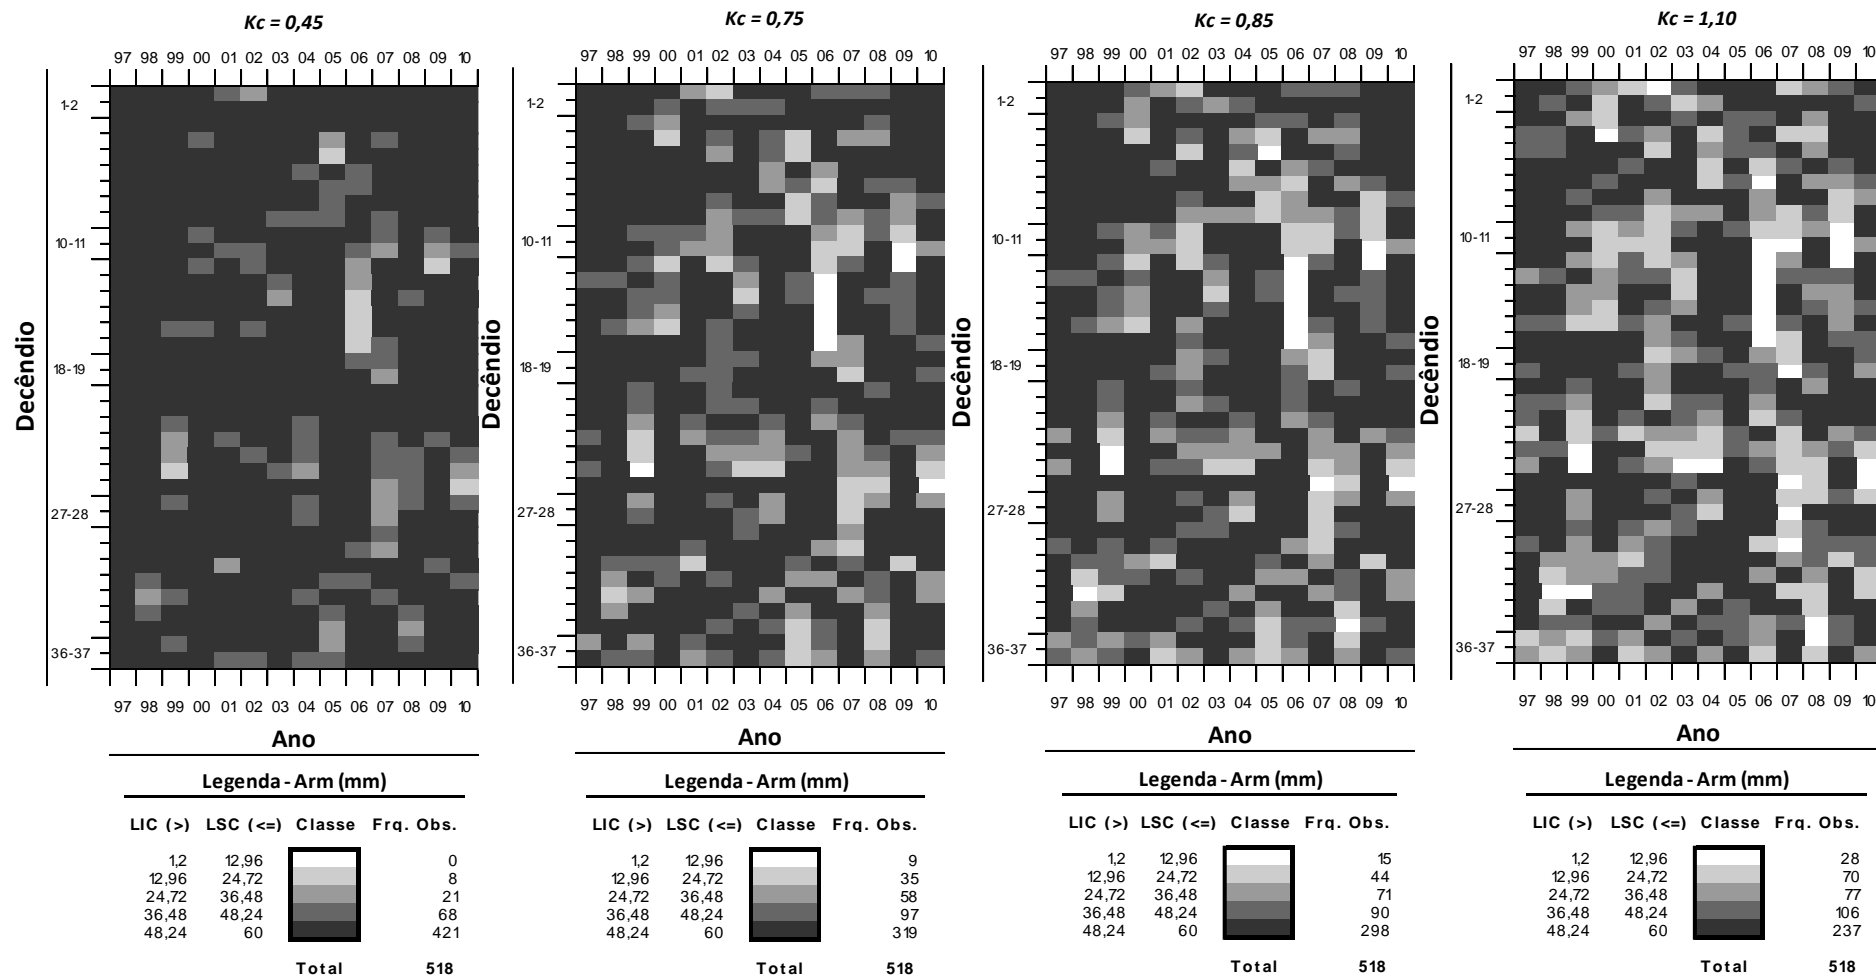 Kc = 0,45
97 98 99 00 01 02 03 04 05 06 07 08 09 10
1-2
10-11
18-19
27-28
36-37
Decêndio
97 98 99 00 01 02 03 04 05 06 07 08 09 10
Ano
Legenda - Arm (mm)
LIC (>) LSC (<=) Classe Frq. Obs.
1,2 12,96 0
12,96 24,72 8
24,72 36,48 21
36,48 48,24 68
48,24 60 421
Total 518
Kc = 0,75
97 98 99 00 01 02 03 04 05 06 07 08 09 10
1-2
10-11
18-19
27-28
36-37
Decêndio
97 98 99 00 01 02 03 04 05 06 07 08 09 10
Ano
Legenda - Arm (mm)
LIC (>) LSC (<=) Classe Frq. Obs.
1,2 12,96 9
12,96 24,72 35
24,72 36,48 58
36,48 48,24 97
48,24 60 319
Total 518
Kc = 0,85
97 98 99 00 01 02 03 04 05 06 07 08 09 10
1-2
10-11
18-19
27-28
36-37
Decêndio
97 98 99 00 01 02 03 04 05 06 07 08 09 10
Ano
Legenda - Arm (mm)
LIC (>) LSC (<=) Classe Frq. Obs.
1,2 12,96 15
12,96 24,72 44
24,72 36,48 71
36,48 48,24 90
48,24 60 298
Total 518
Kc = 1,10
97 98 99 00 01 02 03 04 05 06 07 08 09 10
1-2
10-11
18-19
27-28
36-37
Decêndio
97 98 99 00 01 02 03 04 05 06 07 08 09 10
Ano
Legenda - Arm (mm)
LIC (>) LSC (<=) Classe Frq. Obs.
1,2 12,96 28
12,96 24,72 70
24,72 36,48 77
36,48 48,24 106
48,24 60 237
Total 518